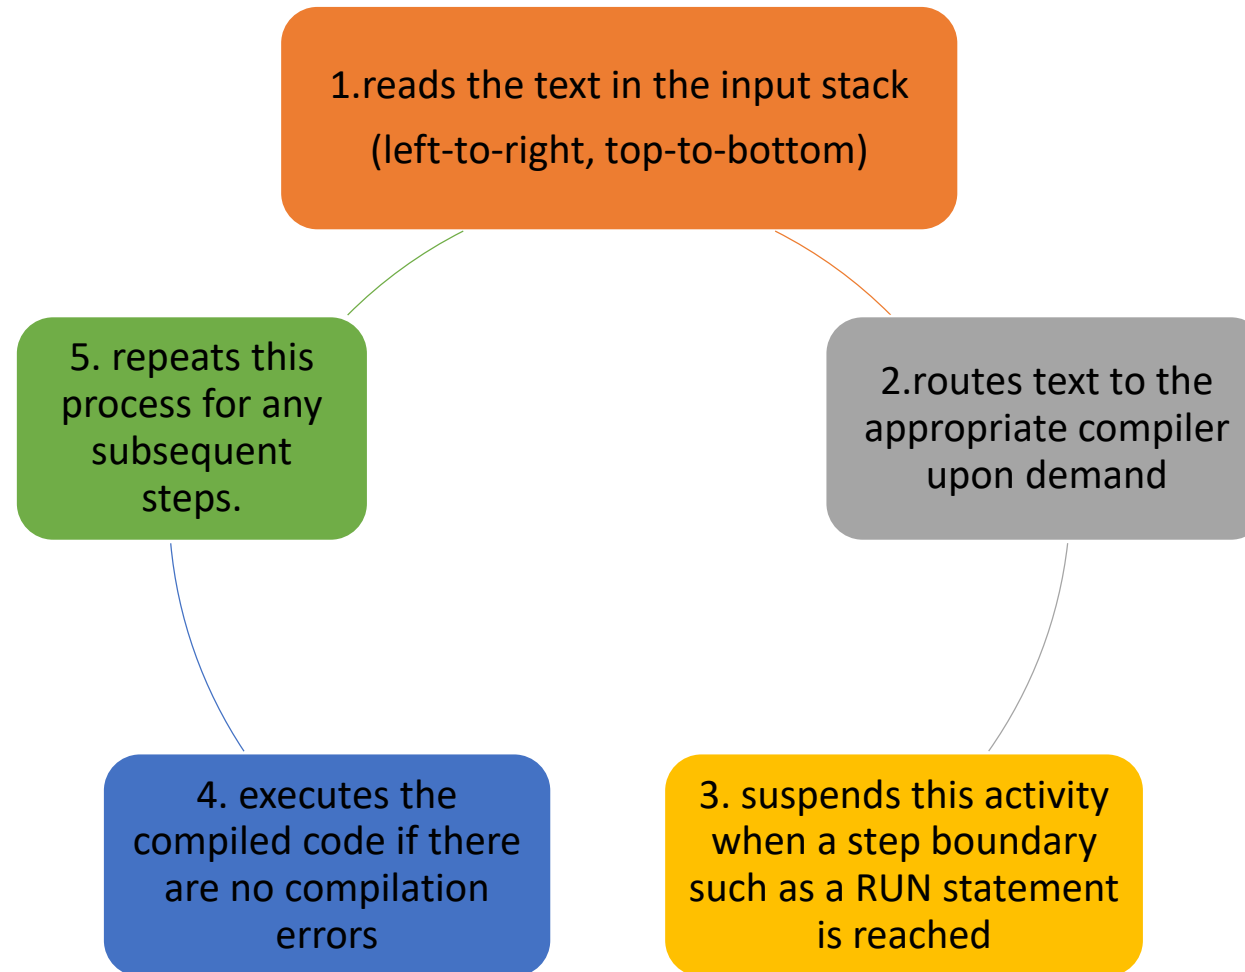 1.reads the text in the input stack
(left-to-right, top-to-bottom)
2.routes text to the
appropriate compiler
upon demand
3. suspends this activity
when a step boundary
such as a RUN statement
is reached
4. executes the
compiled code if there
are no compilation
errors
5. repeats this
process for any
subsequent
steps.